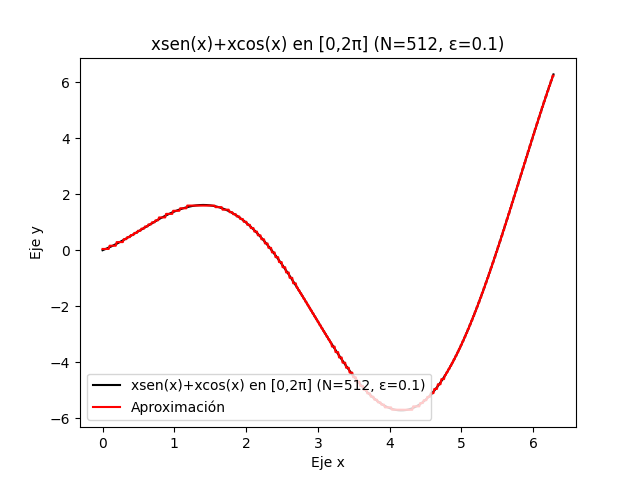 xsen(x)+xcos(x) en [0,2π] (N=512, ε=0.1)
6
4
2
0
−2
−4
−6
Eje y
xsen(x)+xcos(x) en [0,2π] (N=512, ε=0.1)
Aproximación
0 1 2 3 4 5 6
Eje x